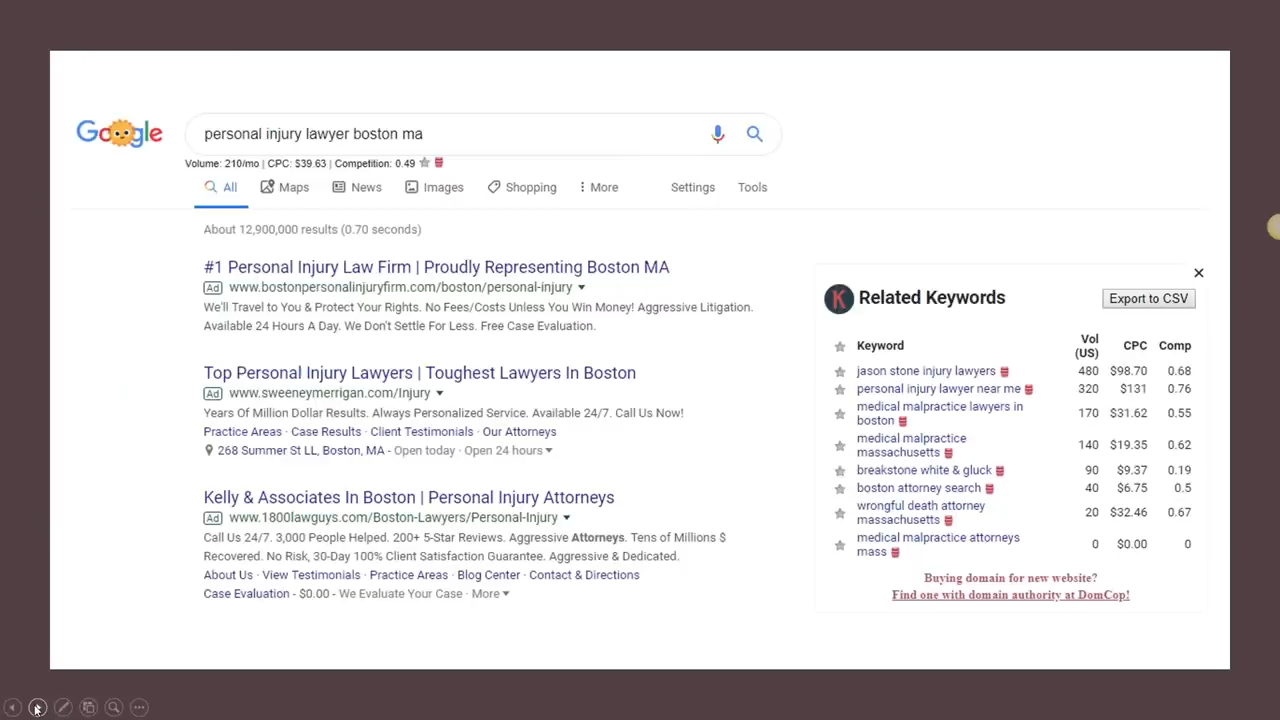 Google
personal injury lawyer boston ma
Volume: 210/mo | CPC: $39.63 | Competition: 0.49
All Maps News Images Shopping More Settings Tools
About 12,900,000 results (0.70 seconds)
#1 Personal Injury Law Firm | Proudly Representing Boston MA
Ad www.bostonpersonalinjuryfirm.com/boston/personal-injury
We'll Travel to You & Protect Your Rights. No Fees/Costs Unless You Win Money! Aggressive Litigation.
Available 24 Hours A Day. We Don't Settle For Less. Free Case Evaluation.
Top Personal Injury Lawyers | Toughest Lawyers In Boston
Ad www.sweeneymerrigan.com/Injury
Years Of Million Dollar Results. Always Personalized Service. Available 24/7. Call Us Now!
Practice Areas · Case Results · Client Testimonials · Our Attorneys
268 Summer St LL, Boston, MA - Open today · Open 24 hours
Kelly & Associates In Boston | Personal Injury Attorneys
Ad www.1800lawguys.com/Boston-Lawyers/Personal-Injury
Call Us 24/7. 3,000 People Helped. 200+ 5-Star Reviews. Aggressive Attorneys. Tens of Millions $
Recovered. No Risk, 30-Day 100% Client Satisfaction Guarantee. Aggressive & Dedicated.
About Us · View Testimonials · Practice Areas · Blog Center · Contact & Directions
Case Evaluation - $0.00 - We Evaluate Your Case · More
K Related Keywords Export to CSV
Keyword Vol (US) CPC Comp
jason stone injury lawyers 480 $98.70 0.68
personal injury lawyer near me 320 $131 0.76
medical malpractice lawyers in
boston 170 $31.62 0.55
medical malpractice
massachusetts 140 $19.35 0.62
breakstone white & gluck 90 $9.37 0.19
boston attorney search 40 $6.75 0.5
wrongful death attorney
massachusetts 20 $32.46 0.67
medical malpractice attorneys
mass 0 $0.00 0
Buying domain for new website?
Find one with domain authority at DomCop!